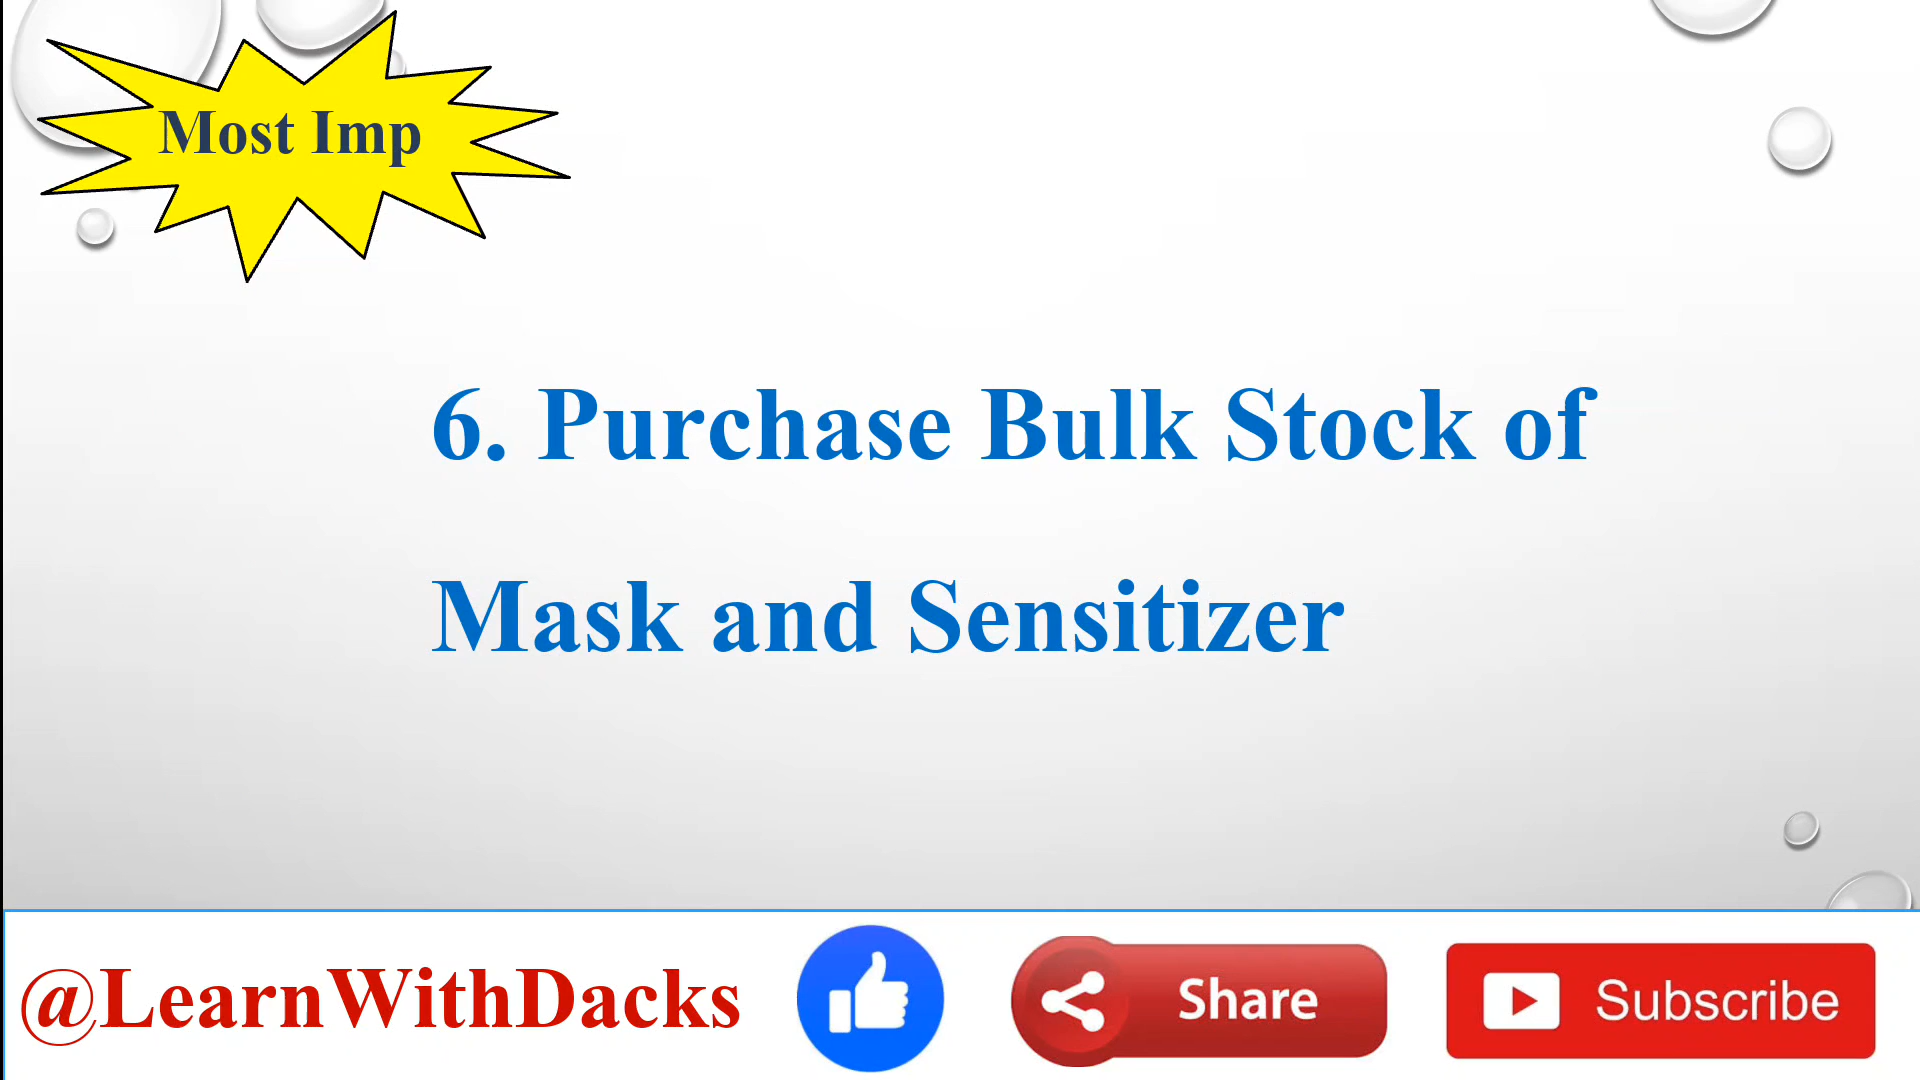 Most Imp
6. Purchase Bulk Stock of
Mask and Sensitizer
@LearnWithDacks
Share
Subscribe